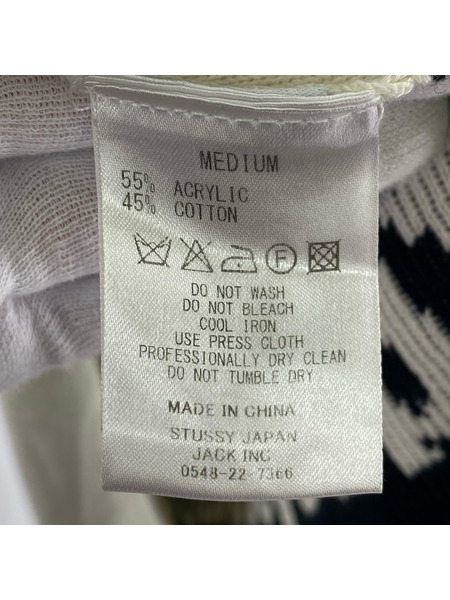 MEDIUM
55% ACRYLIC
45% COTTON
F
DO NOT WASH
DO NOT BLEACH
COOL IRON
USE PRESS CLOTH
PROFESSIONALLY DRY CLEAN
DO NOT TUMBLE DRY
MADE IN CHINA
STUSSY JAPAN
JACK INC
0548-22-7366